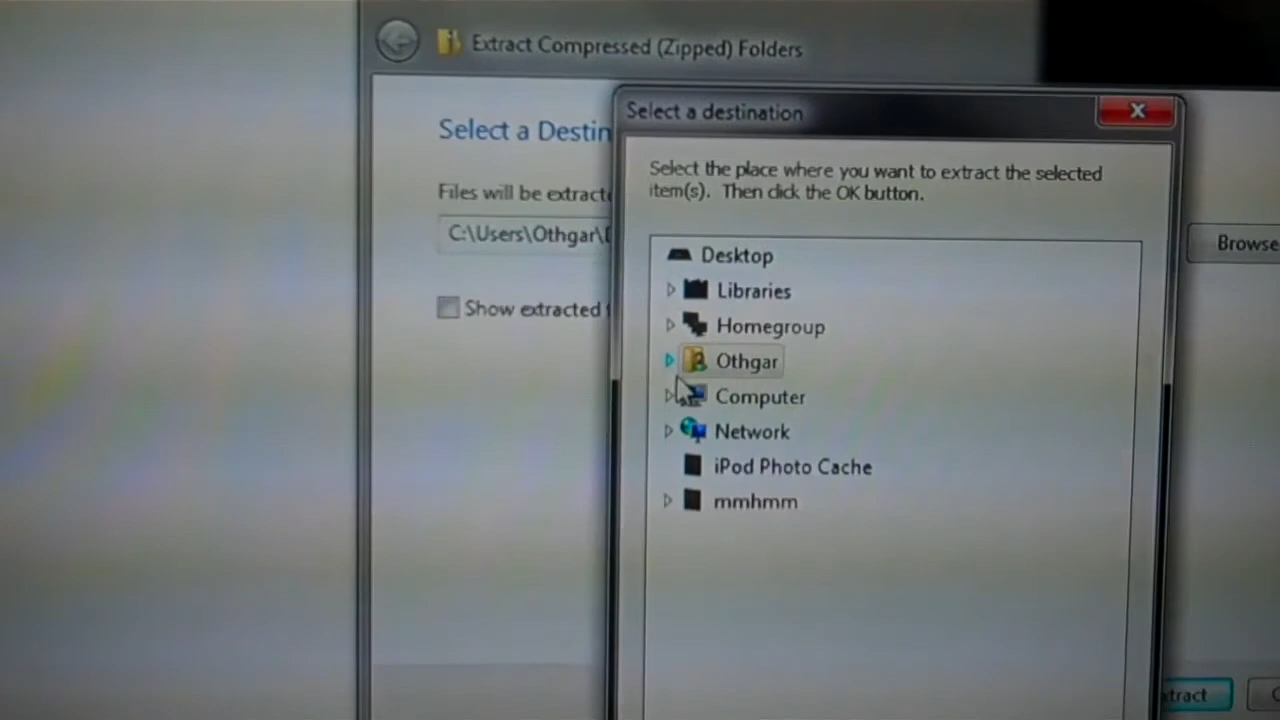 Extract Compressed (Zipped) Folders
Select a Destin
Select a destination
Select the place where you want to extract the selected
item(s). Then click the OK button.
Files will be extract
C:\Users\Othgar\
Browse
Show extracted
Desktop
Libraries
Homegroup
Othgar
Computer
Network
iPod Photo Cache
mmhmm
tract